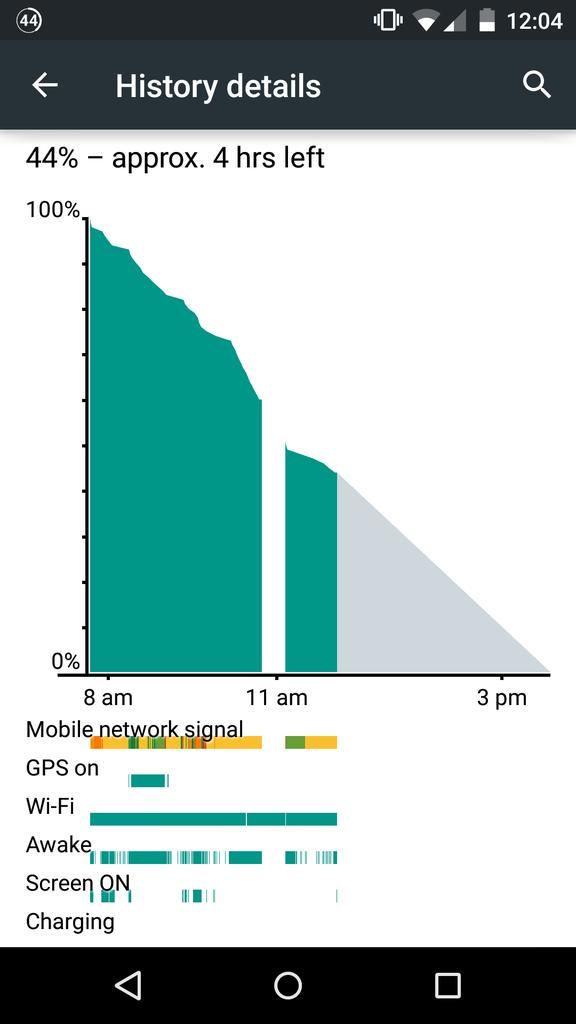 44 12:04
History details
44% – approx. 4 hrs left
100%
0%
8 am 11 am 3 pm
Mobile network signal
GPS on
Wi-Fi
Awake
Screen ON
Charging